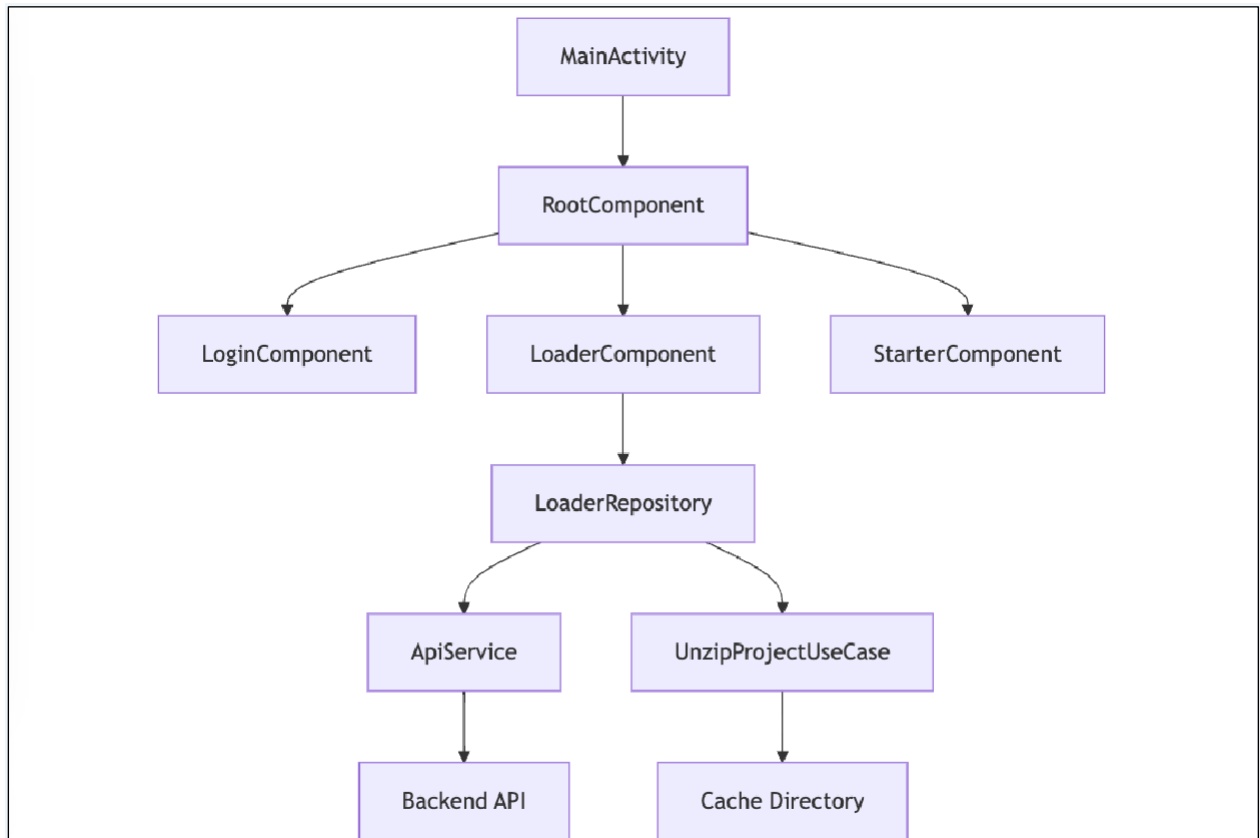 MainActivity
RootComponent
LoginComponent
LoaderComponent
StarterComponent
LoaderRepository
ApiService
UnzipProjectUseCase
Backend API
Cache Directory